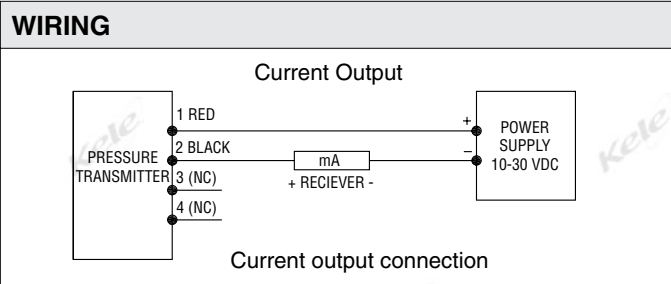 WIRING
Current Output
1 RED
2 BLACK
3 (NC)
4 (NC)
PRESSURE
TRANSMITTER
mA
+ RECIEVER -
+
–
POWER
SUPPLY
10-30 VDC
Current output connection
Kele
Kele